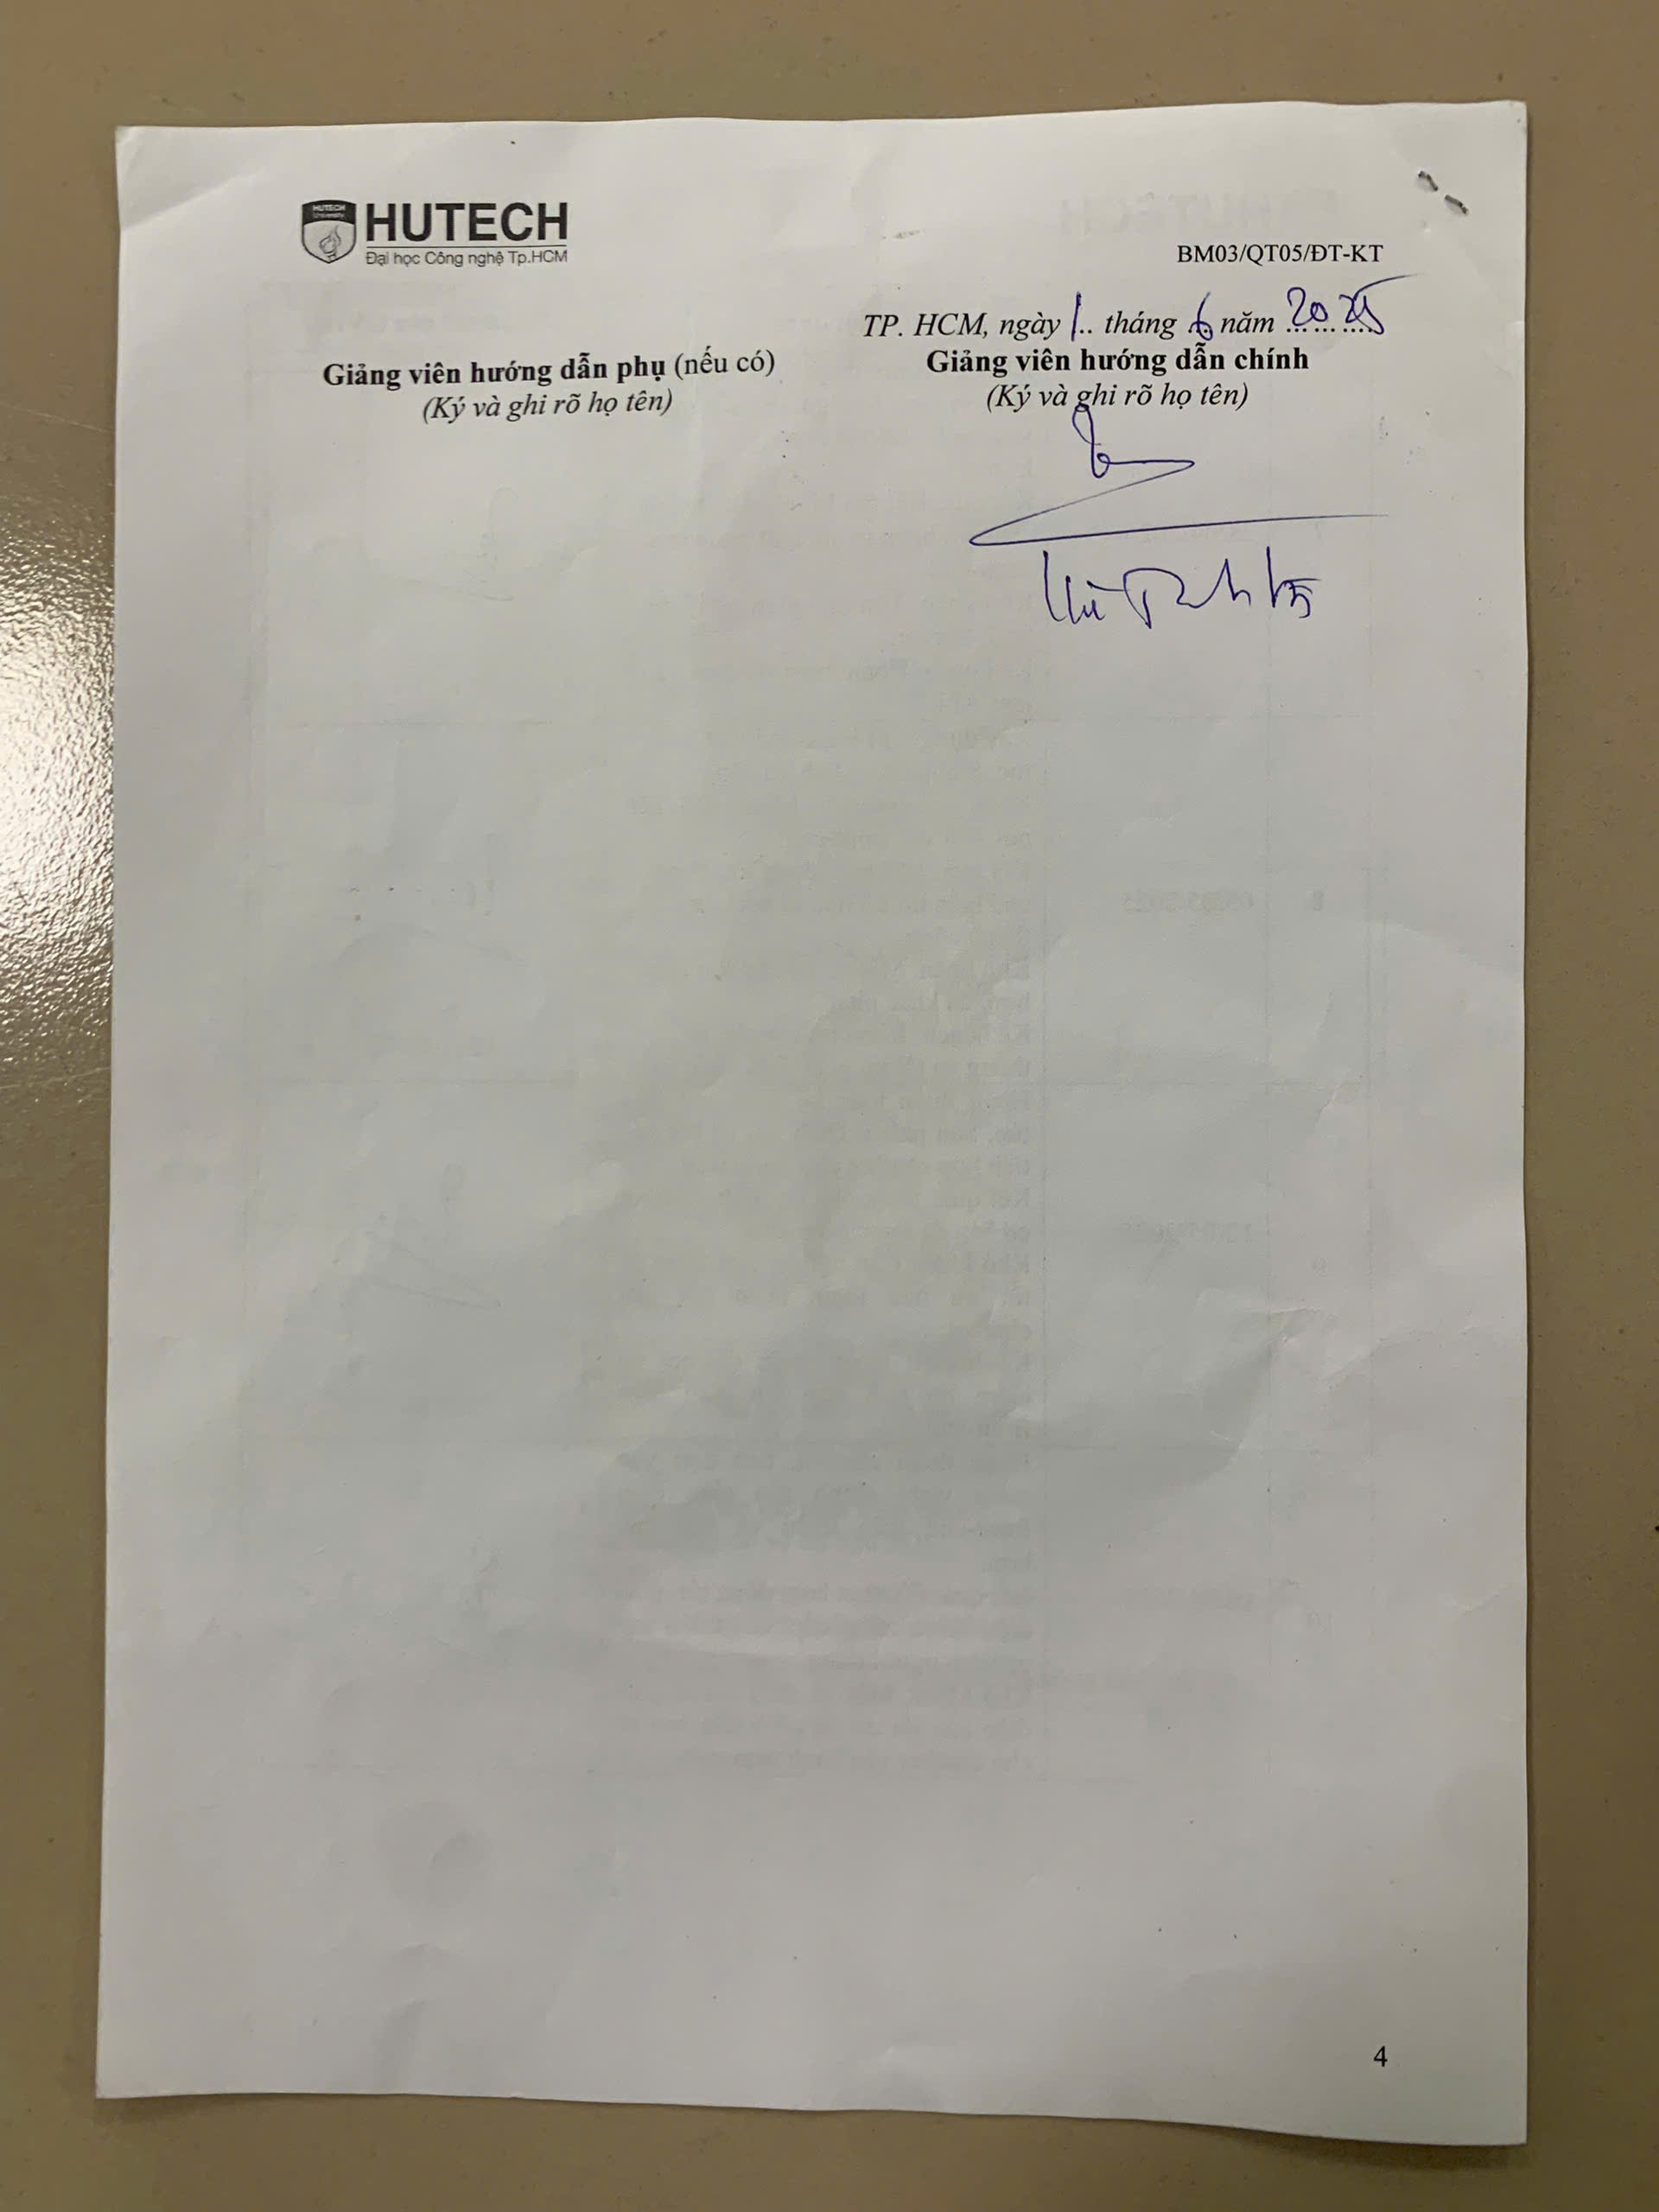 HUTECH
University
HUTECH
Đại học Công nghệ Tp.HCM
BM03/QT05/ĐT-KT
TP. HCM, ngày 1.. tháng 6 năm 2025
Giảng viên hướng dẫn phụ (nếu có)
(Ký và ghi rõ họ tên)
Giảng viên hướng dẫn chính
(Ký và ghi rõ họ tên)
4